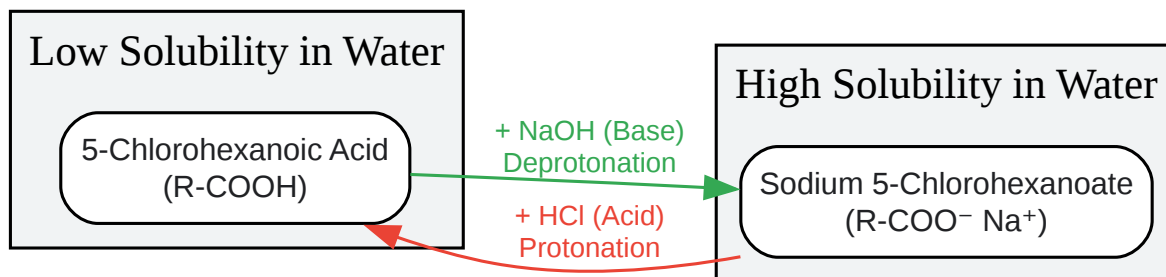 Low Solubility in Water
5-Chlorohexanoic Acid
(R-COOH)
+ NaOH (Base)
Deprotonation
+ HCl (Acid)
Protonation
High Solubility in Water
Sodium 5-Chlorohexanoate
(R-COO⁻ Na⁺)